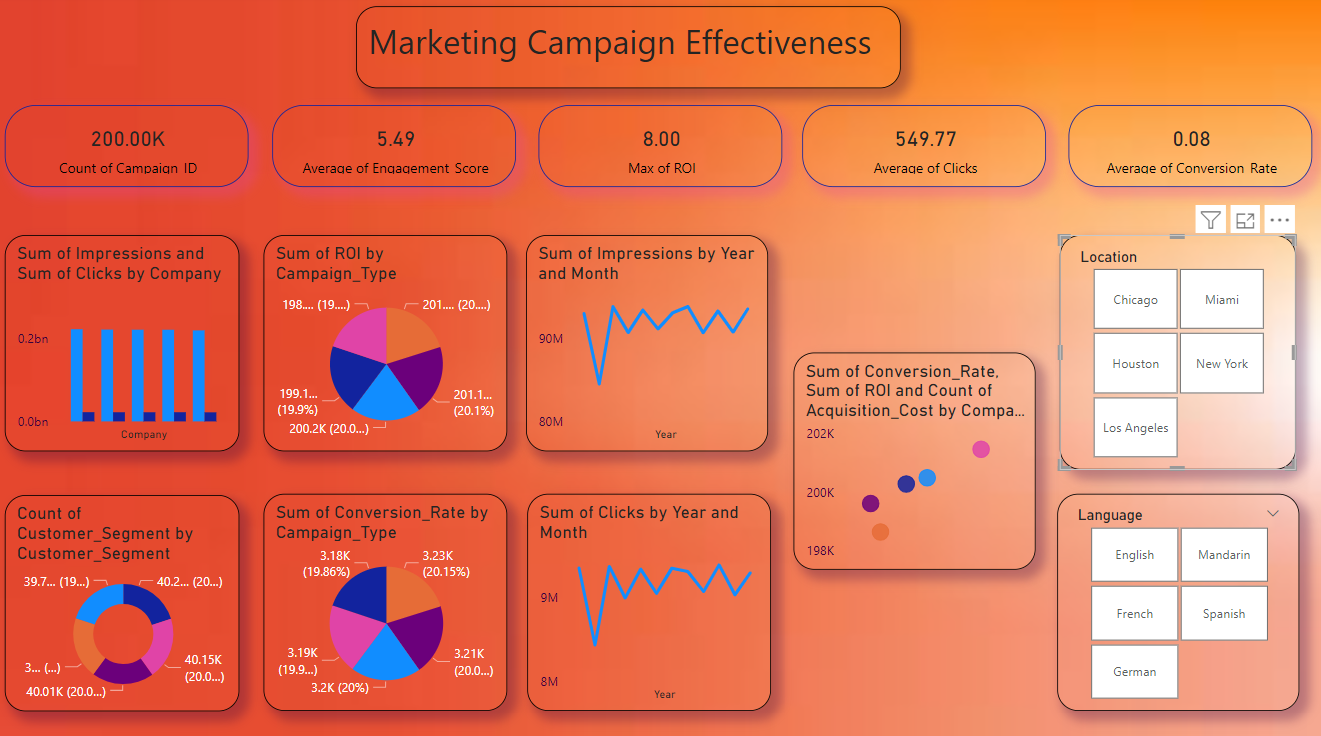 Marketing Campaign Effectiveness
200.00K
Count of Campaign_ID
5.49
Average of Engagement_Score
8.00
Max of ROI
549.77
Average of Clicks
0.08
Average of Conversion_Rate
Sum of Impressions and
Sum of Clicks by Company
0.2bn
0.0bn
Company
Sum of ROI by
Campaign_Type
198.... (19....)
201.... (20....)
199.1...
(19.9%)
201.1...
(20.1%)
200.2K (20.0...)
Sum of Impressions by Year
and Month
90M
80M
Year
Sum of Conversion_Rate,
Sum of ROI and Count of
Acquisition_Cost by Compa...
202K
200K
198K
Location
Chicago
Miami
Houston
New York
Los Angeles
Count of
Customer_Segment by
Customer_Segment
39.7... (19...)
40.2... (20...)
3... (...)
40.15K
(20.0...)
40.01K (20.0...)
Sum of Conversion_Rate by
Campaign_Type
3.18K
(19.86%)
3.23K
(20.15%)
3.19K
(19.9...)
3.21K
(20.0...)
3.2K (20%)
Sum of Clicks by Year and
Month
9M
8M
Year
Language
English
Mandarin
French
Spanish
German